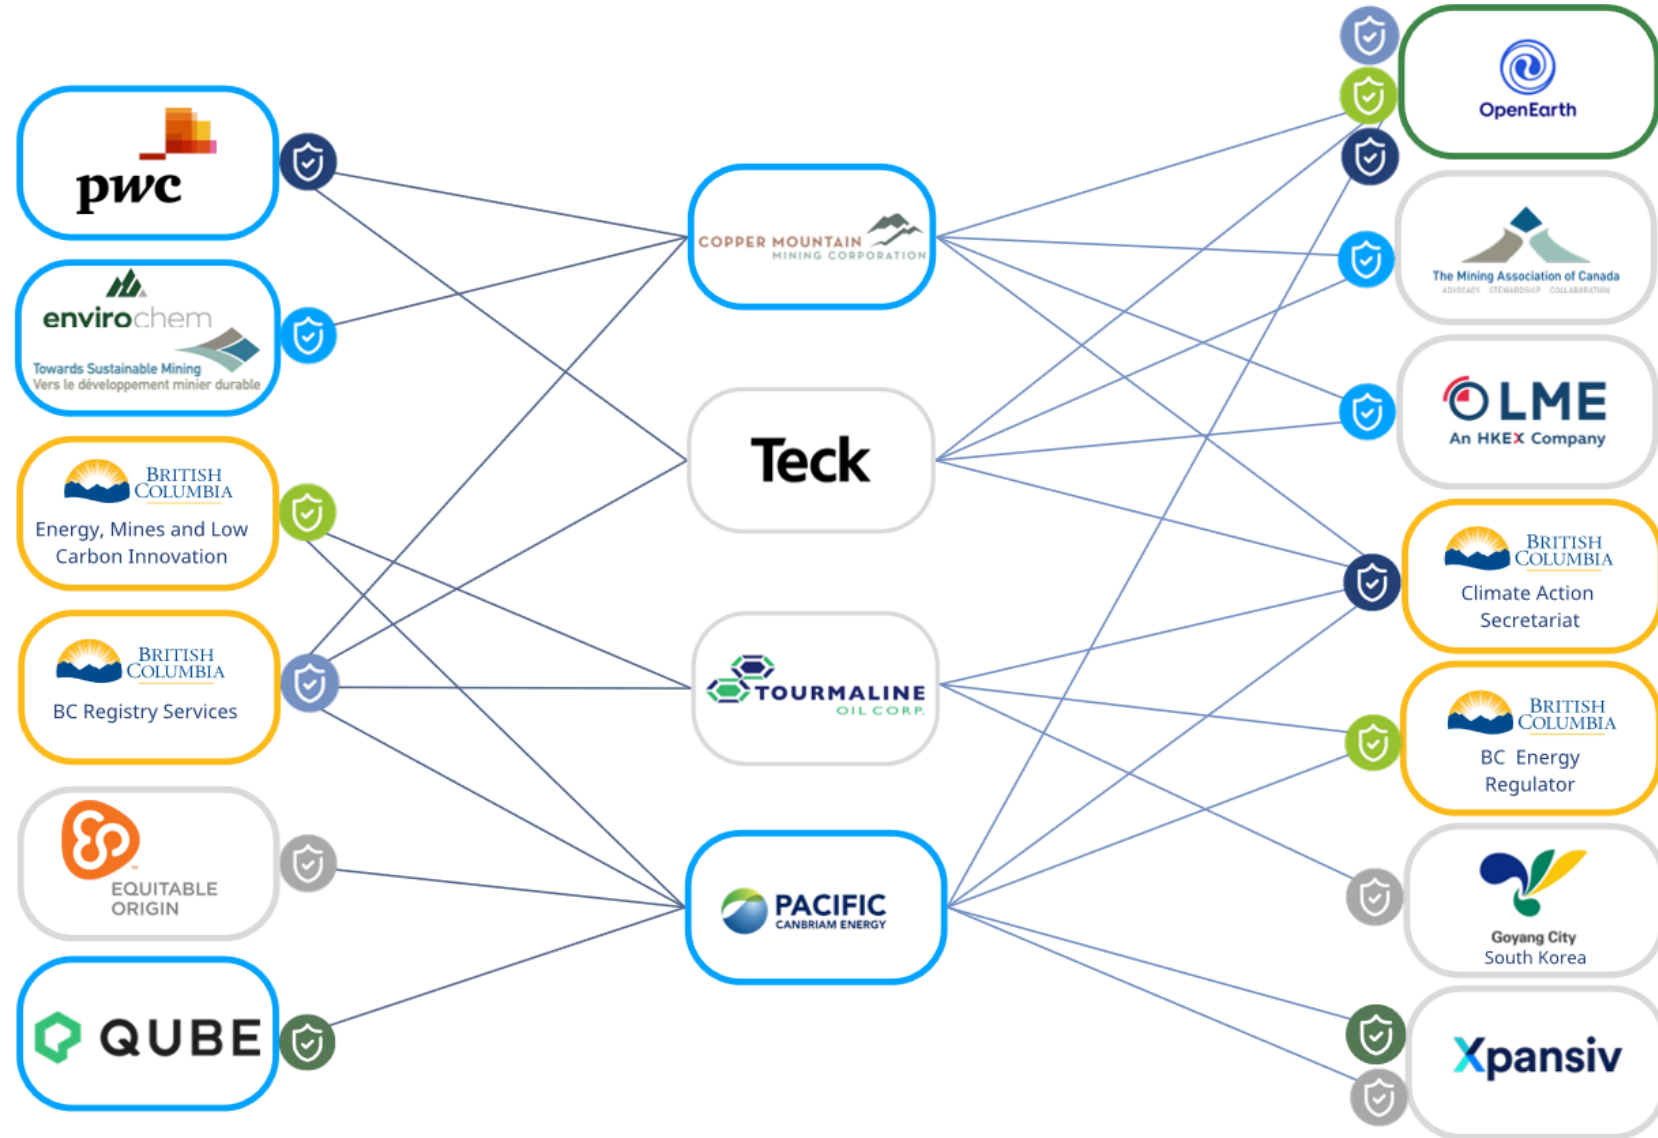 pwc
envirochem
Towards Sustainable Mining
Vers le développement minier durable
BRITISH
COLUMBIA
Energy, Mines and Low
Carbon Innovation
BRITISH
COLUMBIA
BC Registry Services
EQUITABLE
ORIGIN
QUBE
COPPER MOUNTAIN
MINING CORPORATION
Teck
TOURMALINE
OIL CORP.
PACIFIC
CANBRIAM ENERGY
OpenEarth
The Mining Association of Canada
ADVOCACY STEWARDSHIP COLLABORATION
LME
An HKEX Company
BRITISH
COLUMBIA
Climate Action
Secretariat
BRITISH
COLUMBIA
BC Energy
Regulator
Goyang City
South Korea
Xpansiv